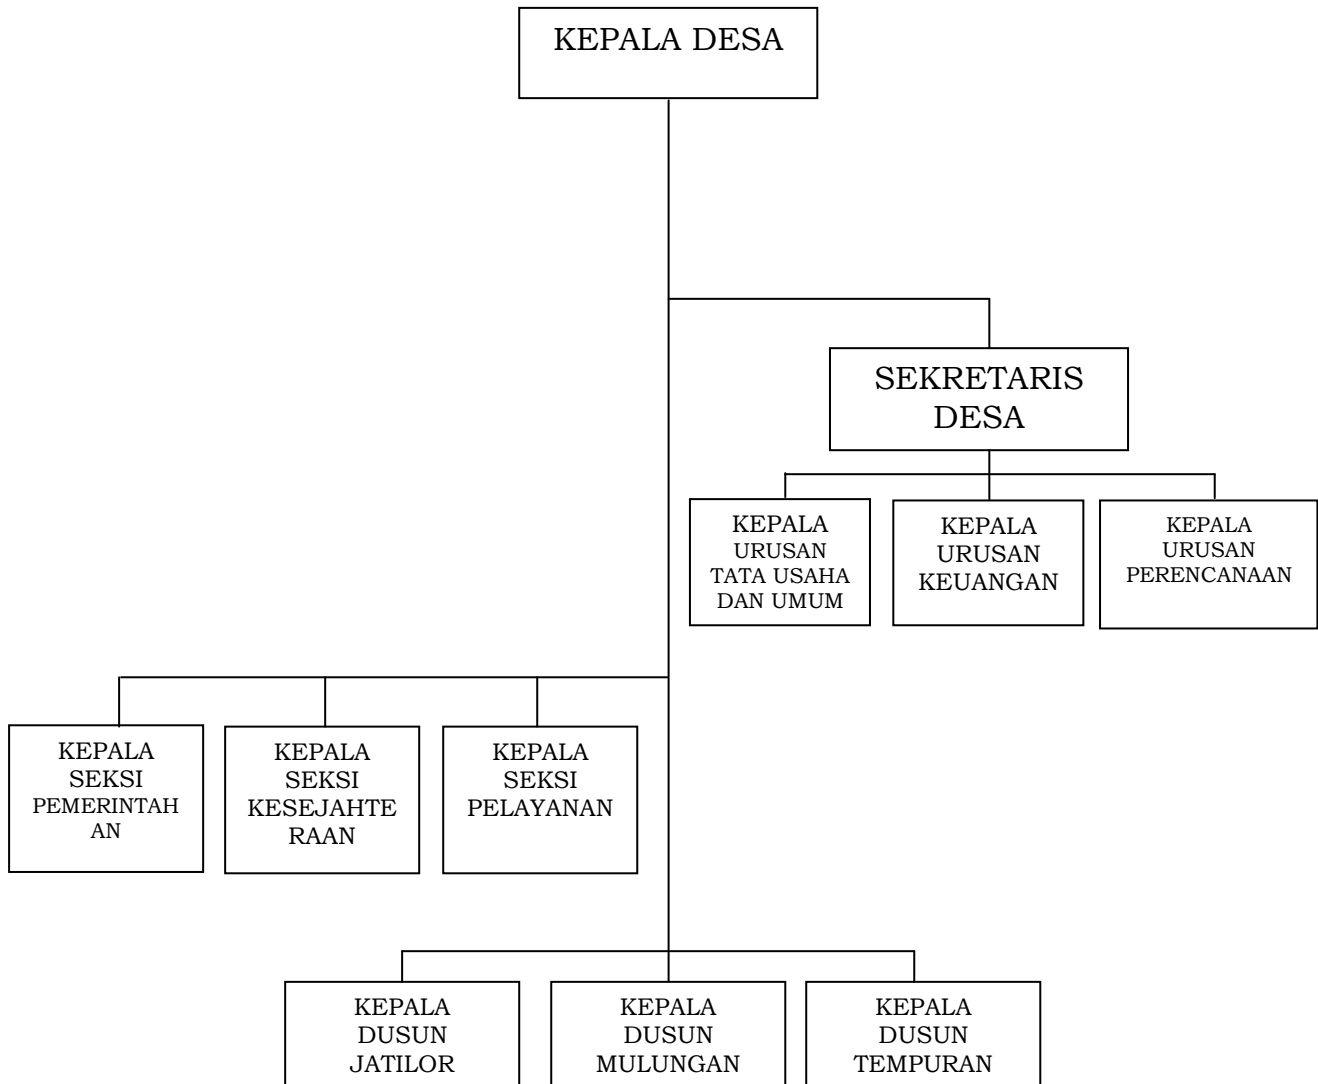 KEPALA DESA
SEKRETARIS
DESA
KEPALA
URUSAN
TATA USAHA
DAN UMUM
KEPALA
URUSAN
KEUANGAN
KEPALA
URUSAN
PERENCANAAN
KEPALA
SEKSI
PEMERINTAH
AN
KEPALA
SEKSI
KESEJAHTE
RAAN
KEPALA
SEKSI
PELAYANAN
KEPALA
DUSUN
JATILOR
KEPALA
DUSUN
MULUNGAN
KEPALA
DUSUN
TEMPURAN